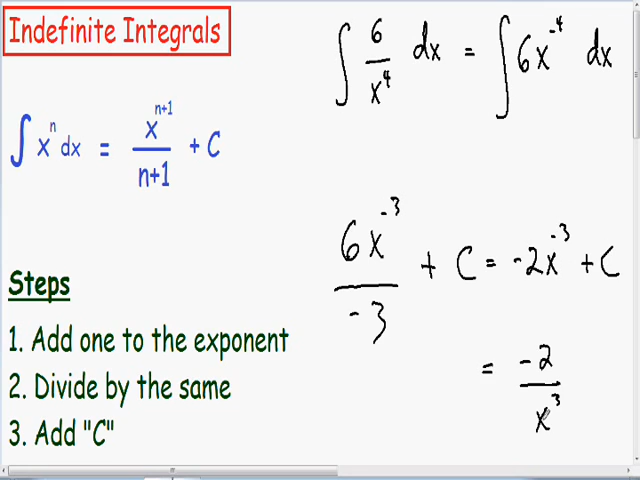 Indefinite Integrals
∫ xⁿ dx = xⁿ⁺¹ / n+1 + C
Steps
1. Add one to the exponent
2. Divide by the same
3. Add "C"
∫ 6/x⁴ dx = ∫ 6x⁻⁴ dx
6x⁻³ / -3 + C = -2x⁻³ + C
= -2 / x³